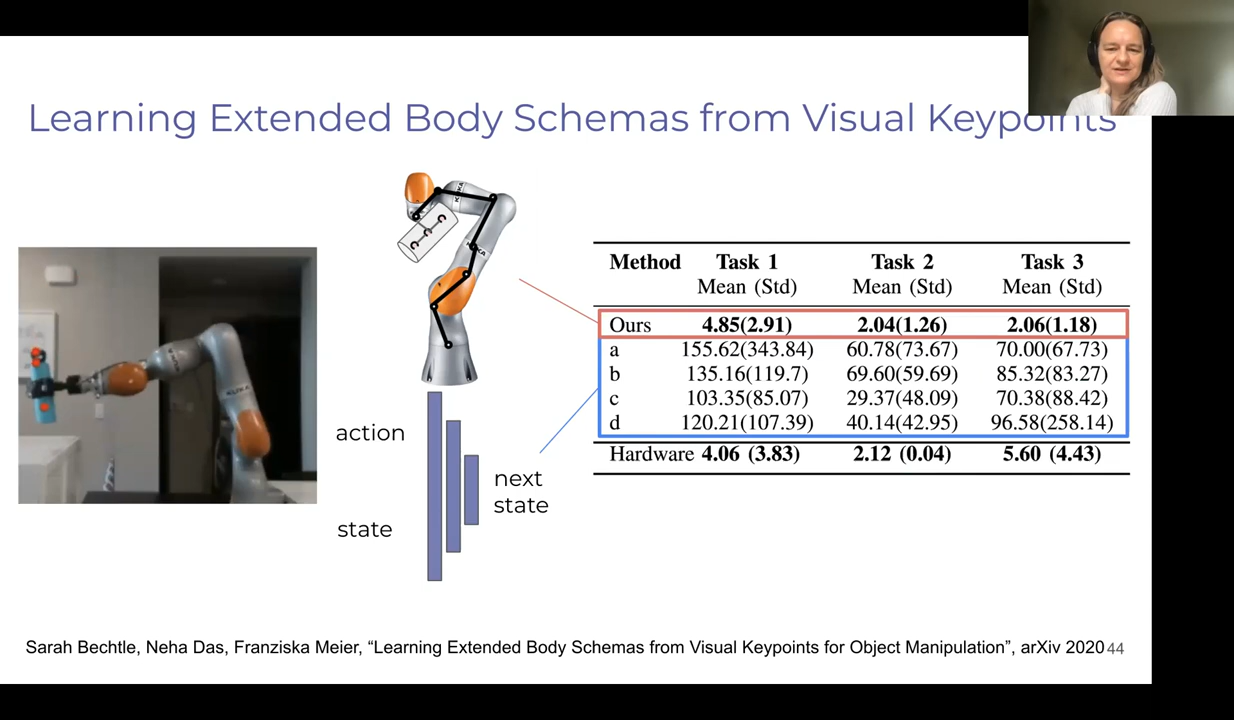 Learning Extended Body Schemas from Visual Keypoints
KUKA
KUKA
Method Task 1 Task 2 Task 3
Mean (Std) Mean (Std) Mean (Std)
Ours 4.85(2.91) 2.04(1.26) 2.06(1.18)
a 155.62(343.84) 60.78(73.67) 70.00(67.73)
b 135.16(119.7) 69.60(59.69) 85.32(83.27)
c 103.35(85.07) 29.37(48.09) 70.38(88.42)
d 120.21(107.39) 40.14(42.95) 96.58(258.14)
Hardware 4.06 (3.83) 2.12 (0.04) 5.60 (4.43)
action
next
state
state
Sarah Bechtle, Neha Das, Franziska Meier, “Learning Extended Body Schemas from Visual Keypoints for Object Manipulation”, arXiv 2020 44